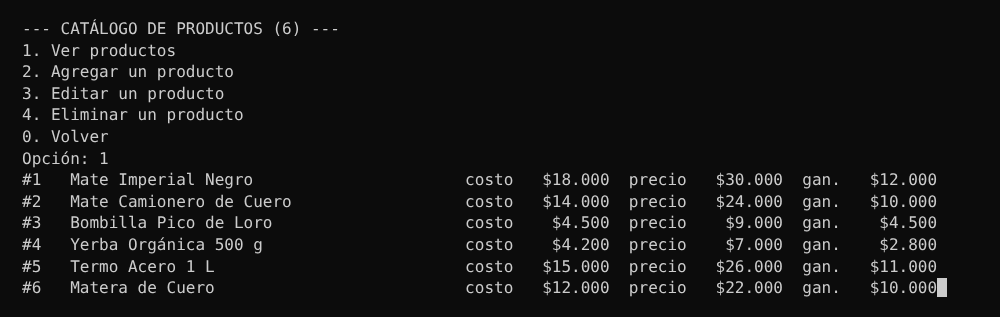 --- CATÁLOGO DE PRODUCTOS (6) ---
1. Ver productos
2. Agregar un producto
3. Editar un producto
4. Eliminar un producto
0. Volver
Opción: 1
#1   Mate Imperial Negro                      costo   $18.000  precio   $30.000  gan.   $12.000
#2   Mate Camionero de Cuero                  costo   $14.000  precio   $24.000  gan.   $10.000
#3   Bombilla Pico de Loro                    costo    $4.500  precio    $9.000  gan.    $4.500
#4   Yerba Orgánica 500 g                     costo    $4.200  precio    $7.000  gan.    $2.800
#5   Termo Acero 1 L                          costo   $15.000  precio   $26.000  gan.   $11.000
#6   Matera de Cuero                          costo   $12.000  precio   $22.000  gan.   $10.000